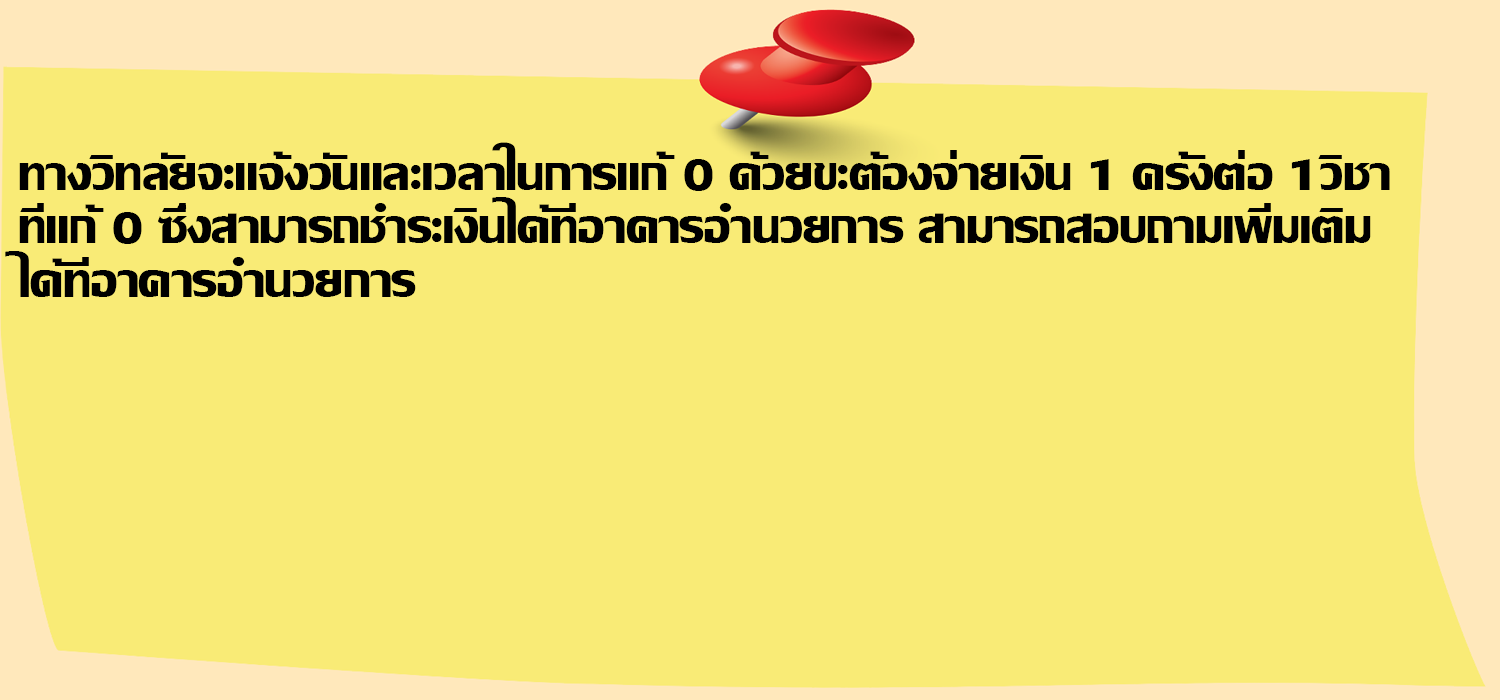 ทางวิทลัยจะแจ้งวันและเวลาในการแก้ 0 ด้วยขะต้องจ่ายเงิน 1 ครั้งต่อ 1วิชา
ที่แก้ 0 ซึ่งสามารถชำระเงินได้ที่อาคารอำนวยการ สามารถสอบถามเพิ่มเติม
ได้ที่อาคารอำนวยการ